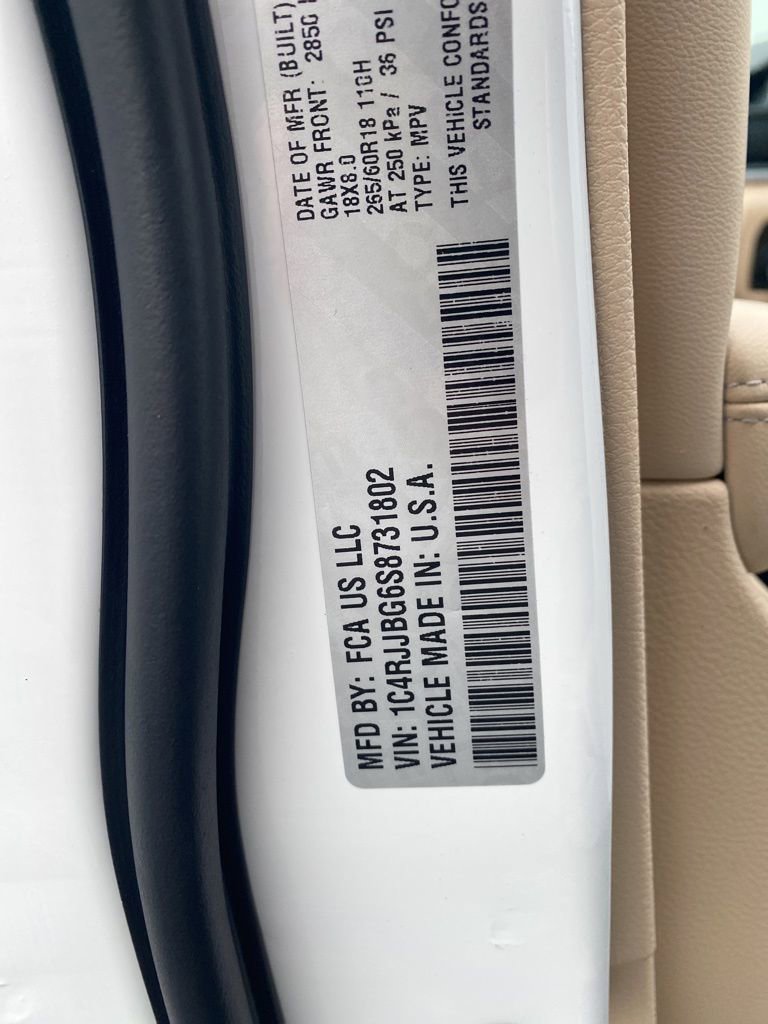 MFD BY: FCA US LLC
VIN: 1C4RJJBG6S8731802
VEHICLE MADE IN: U.S.A.
DATE OF MFR (BUILT)
GAWR FRONT: 2850
18X8.0
265/60R18 110H
AT 250 kPa / 36 PSI
TYPE: MPV
THIS VEHICLE CONFO
STANDARDS